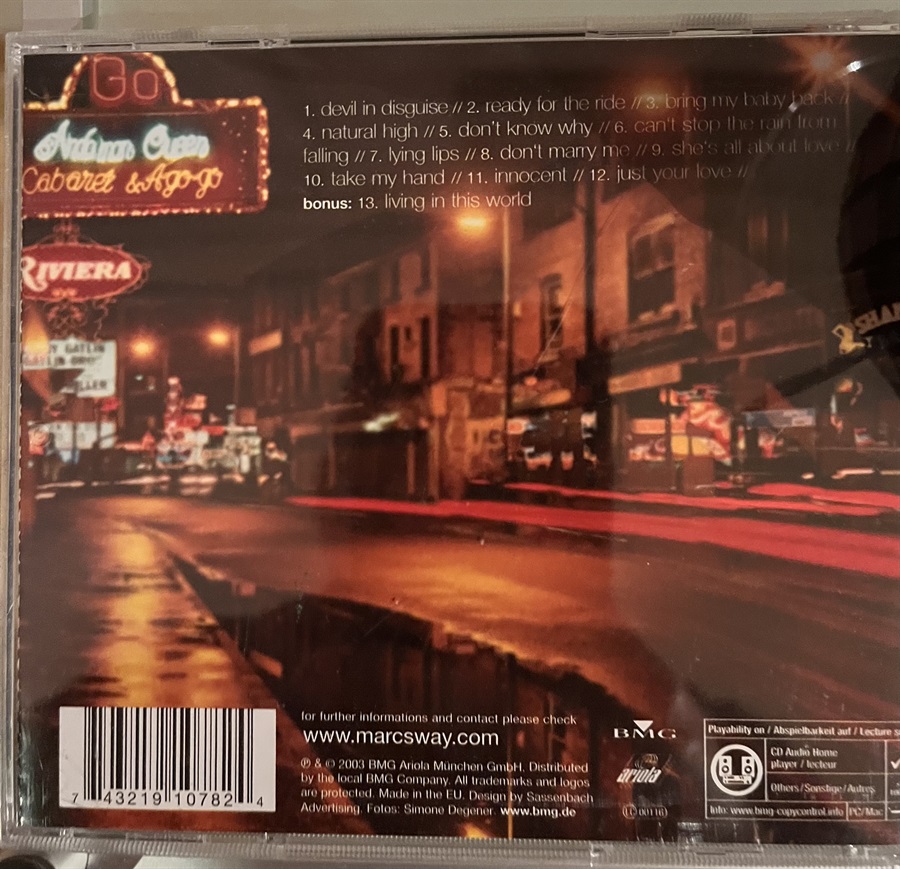 Go
Cabaret & A go-go
RIVIERA
1. devil in disguise // 2. ready for the ride // 3. bring my baby back //
4. natural high // 5. don't know why // 6. can't stop the rain from
falling // 7. lying lips // 8. don't marry me // 9. she's all about love //
10. take my hand // 11. innocent // 12. just your love //
bonus: 13. living in this world
for further informations and contact please check
www.marcsway.com
℗ & © 2003 BMG Ariola München GmbH. Distributed
by the local BMG Company. All trademarks and logos
are protected. Made in the EU. Design by Sassenbach
Advertising. Fotos: Simone Degener. www.bmg.de
7 43219 10782 4
BMG
ariola
LC 00116
Playability on / Abspielbarkeit auf / Lecture
CD Audio Home
player / lecteur
Others / Sonstige / Autres
Info: www.bmg-copycontrol.info PC/Mac